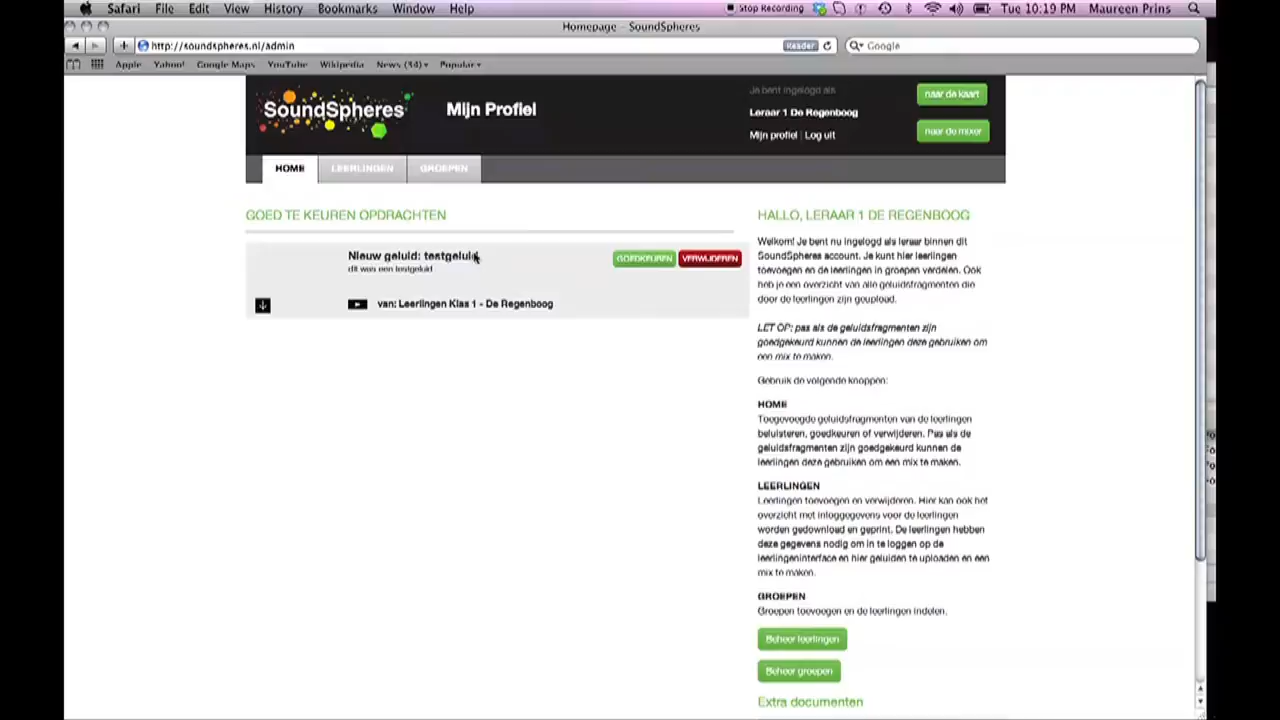 Safari File Edit View History Bookmarks Window Help Stop Recording Tue 10:19 PM Maureen Prins
Homepage - SoundSpheres
http://soundspheres.nl/admin Reader Google
Apple Yahoo! Google Maps YouTube Wikipedia News (34) Popular
SoundSpheres
Mijn Profiel
Je bent ingelogd als
Leraar 1 De Regenboog
Mijn profiel | Log uit
naar de kaart
naar de mixer
HOME LEERLINGEN GROEPEN
GOED TE KEUREN OPDRACHTEN
Nieuw geluid: testgeluid
dit was een testgeluid
GOEDKEUREN VERWIJDEREN
van: Leerlingen Klas 1 - De Regenboog
HALLO, LERAAR 1 DE REGENBOOG
Welkom! Je bent nu ingelogd als leraar binnen dit
SoundSpheres account. Je kunt hier leerlingen
toevoegen en de leerlingen in groepen verdelen. Ook
heb je een overzicht van alle geluidsfragmenten die
door de leerlingen zijn geupload.
LET OP: pas als de geluidsfragmenten zijn
goedgekeurd kunnen de leerlingen deze gebruiken om
een mix te maken.
Gebruik de volgende knoppen:
HOME
Toegevoegde geluidsfragmenten van de leerlingen
beluisteren, goedkeuren of verwijderen. Pas als de
geluidsfragmenten zijn goedgekeurd kunnen de
leerlingen deze gebruiken om een mix te maken.
LEERLINGEN
Leerlingen toevoegen en verwijderen. Hier kan ook het
overzicht met inloggegevens voor de leerlingen
worden gedownload en geprint. De leerlingen hebben
deze gegevens nodig om in te loggen op de
leerlingeninterface en hier geluiden te uploaden en een
mix te maken.
GROEPEN
Groepen toevoegen en de leerlingen indelen.
Beheer leerlingen
Beheer groepen
Extra documenten